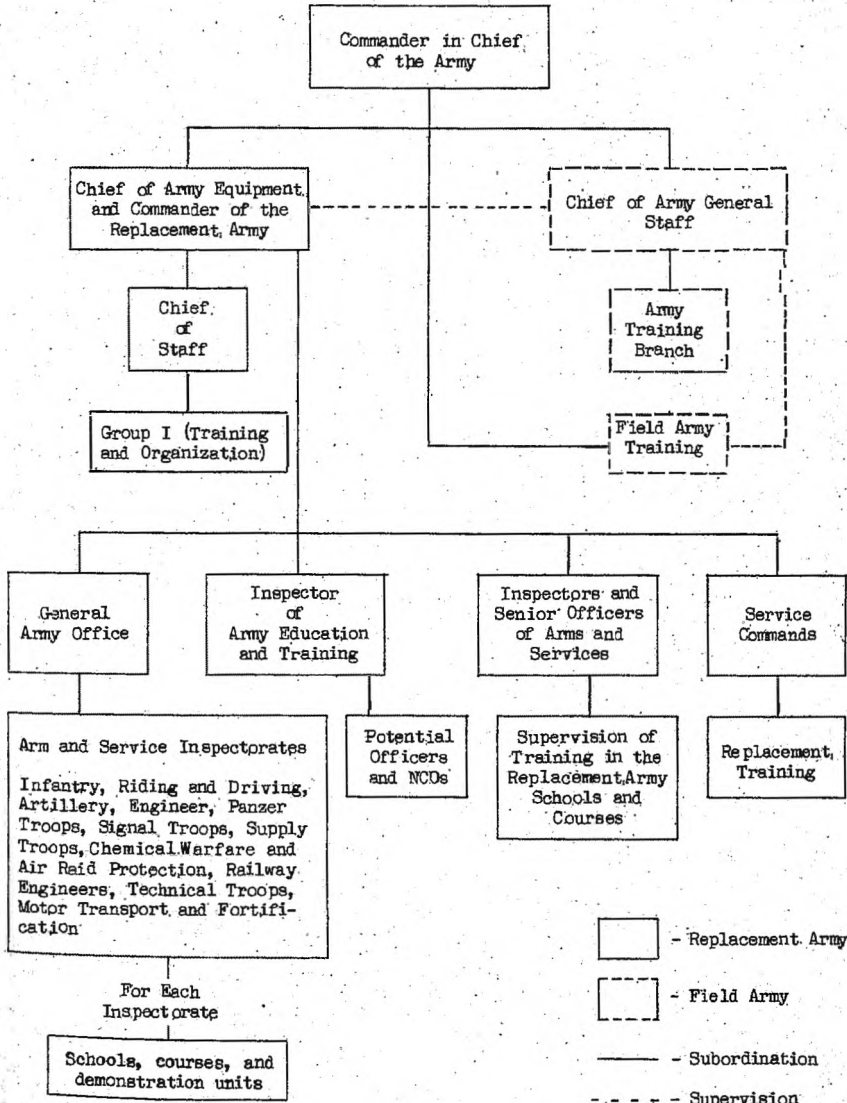 Commander in Chief
of the Army
Chief of Army Equipment
and Commander of the
Replacement Army
Chief of Army General
Staff
Chief
of
Staff
Army
Training
Branch
Group I (Training
and Organization)
Field Army
Training
General
Army Office
Inspector
of
Army Education
and Training
Inspectors and
Senior Officers
of Arms and
Services
Service
Commands
Arm and Service Inspectorates
Infantry, Riding and Driving,
Artillery, Engineer, Panzer
Troops, Signal Troops, Supply
Troops, Chemical Warfare and
Air Raid Protection, Railway
Engineers, Technical Troops,
Motor Transport and Fortifi-
cation
Potential
Officers
and NCOs
Supervision of
Training in the
Replacement Army
Schools and
Courses
Replacement
Training
For Each
Inspectorate
Schools, courses, and
demonstration units
- Replacement Army
- Field Army
- Subordination
- Supervision